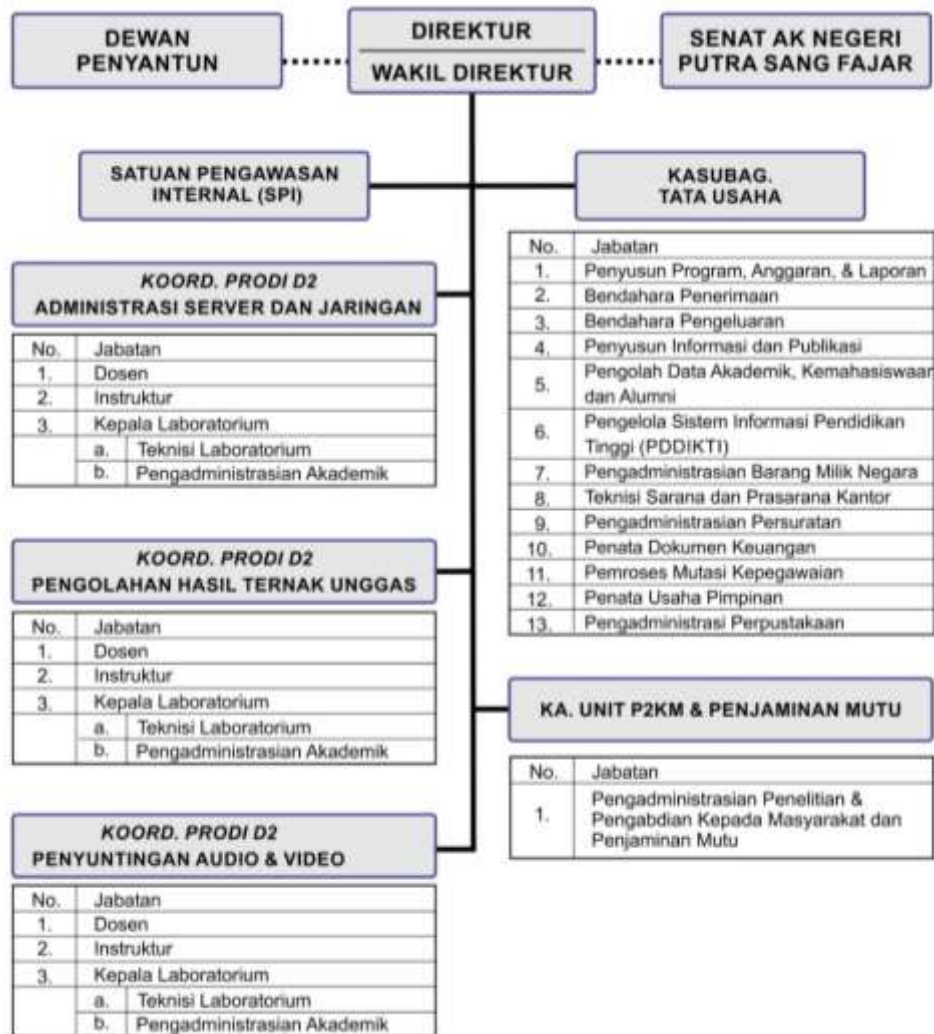 DEWAN
PENYANTUN
DIREKTUR
WAKIL DIREKTUR
SENAT AK NEGERI
PUTRA SANG FAJAR
SATUAN PENGAWASAN
INTERNAL (SPI)
KASUBAG.
TATA USAHA
No. Jabatan
1. Penyusun Program, Anggaran, & Laporan
2. Bendahara Penerimaan
3. Bendahara Pengeluaran
4. Penyusun Informasi dan Publikasi
5. Pengolah Data Akademik, Kemahasiswaan
dan Alumni
6. Pengelola Sistem Informasi Pendidikan
Tinggi (PDDIKTI)
7. Pengadministrasian Barang Milik Negara
8. Teknisi Sarana dan Prasarana Kantor
9. Pengadministrasian Persuratan
10. Penata Dokumen Keuangan
11. Pemroses Mutasi Kepegawaian
12. Penata Usaha Pimpinan
13. Pengadministrasi Perpustakaan
KOORD. PRODI D2
ADMINISTRASI SERVER DAN JARINGAN
No. Jabatan
1. Dosen
2. Instruktur
3. Kepala Laboratorium
a. Teknisi Laboratorium
b. Pengadministrasian Akademik
KOORD. PRODI D2
PENGOLAHAN HASIL TERNAK UNGGAS
No. Jabatan
1. Dosen
2. Instruktur
3. Kepala Laboratorium
a. Teknisi Laboratorium
b. Pengadministrasian Akademik
KA. UNIT P2KM & PENJAMINAN MUTU
No. Jabatan
1. Pengadministrasian Penelitian &
Pengabdian Kepada Masyarakat dan
Penjaminan Mutu
KOORD. PRODI D2
PENYUNTINGAN AUDIO & VIDEO
No. Jabatan
1. Dosen
2. Instruktur
3. Kepala Laboratorium
a. Teknisi Laboratorium
b. Pengadministrasian Akademik